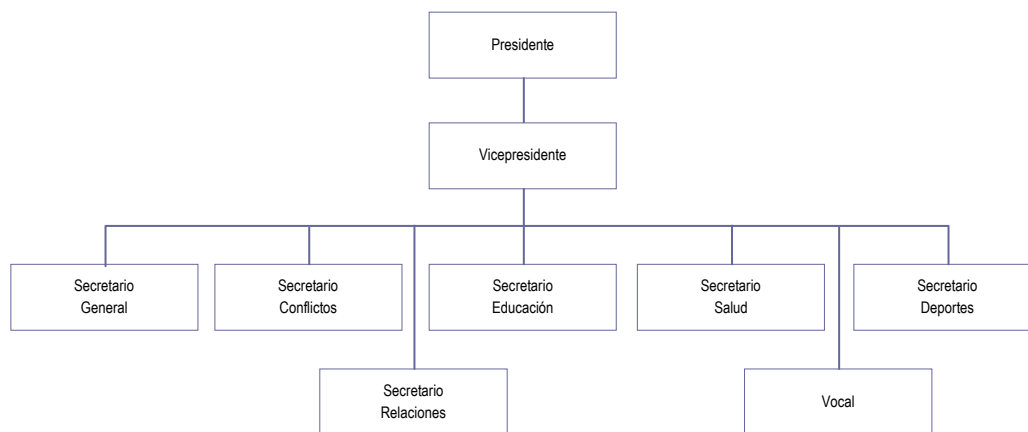 Presidente
Vicepresidente
Secretario
General
Secretario
Conflictos
Secretario
Educación
Secretario
Salud
Secretario
Deportes
Secretario
Relaciones
Vocal